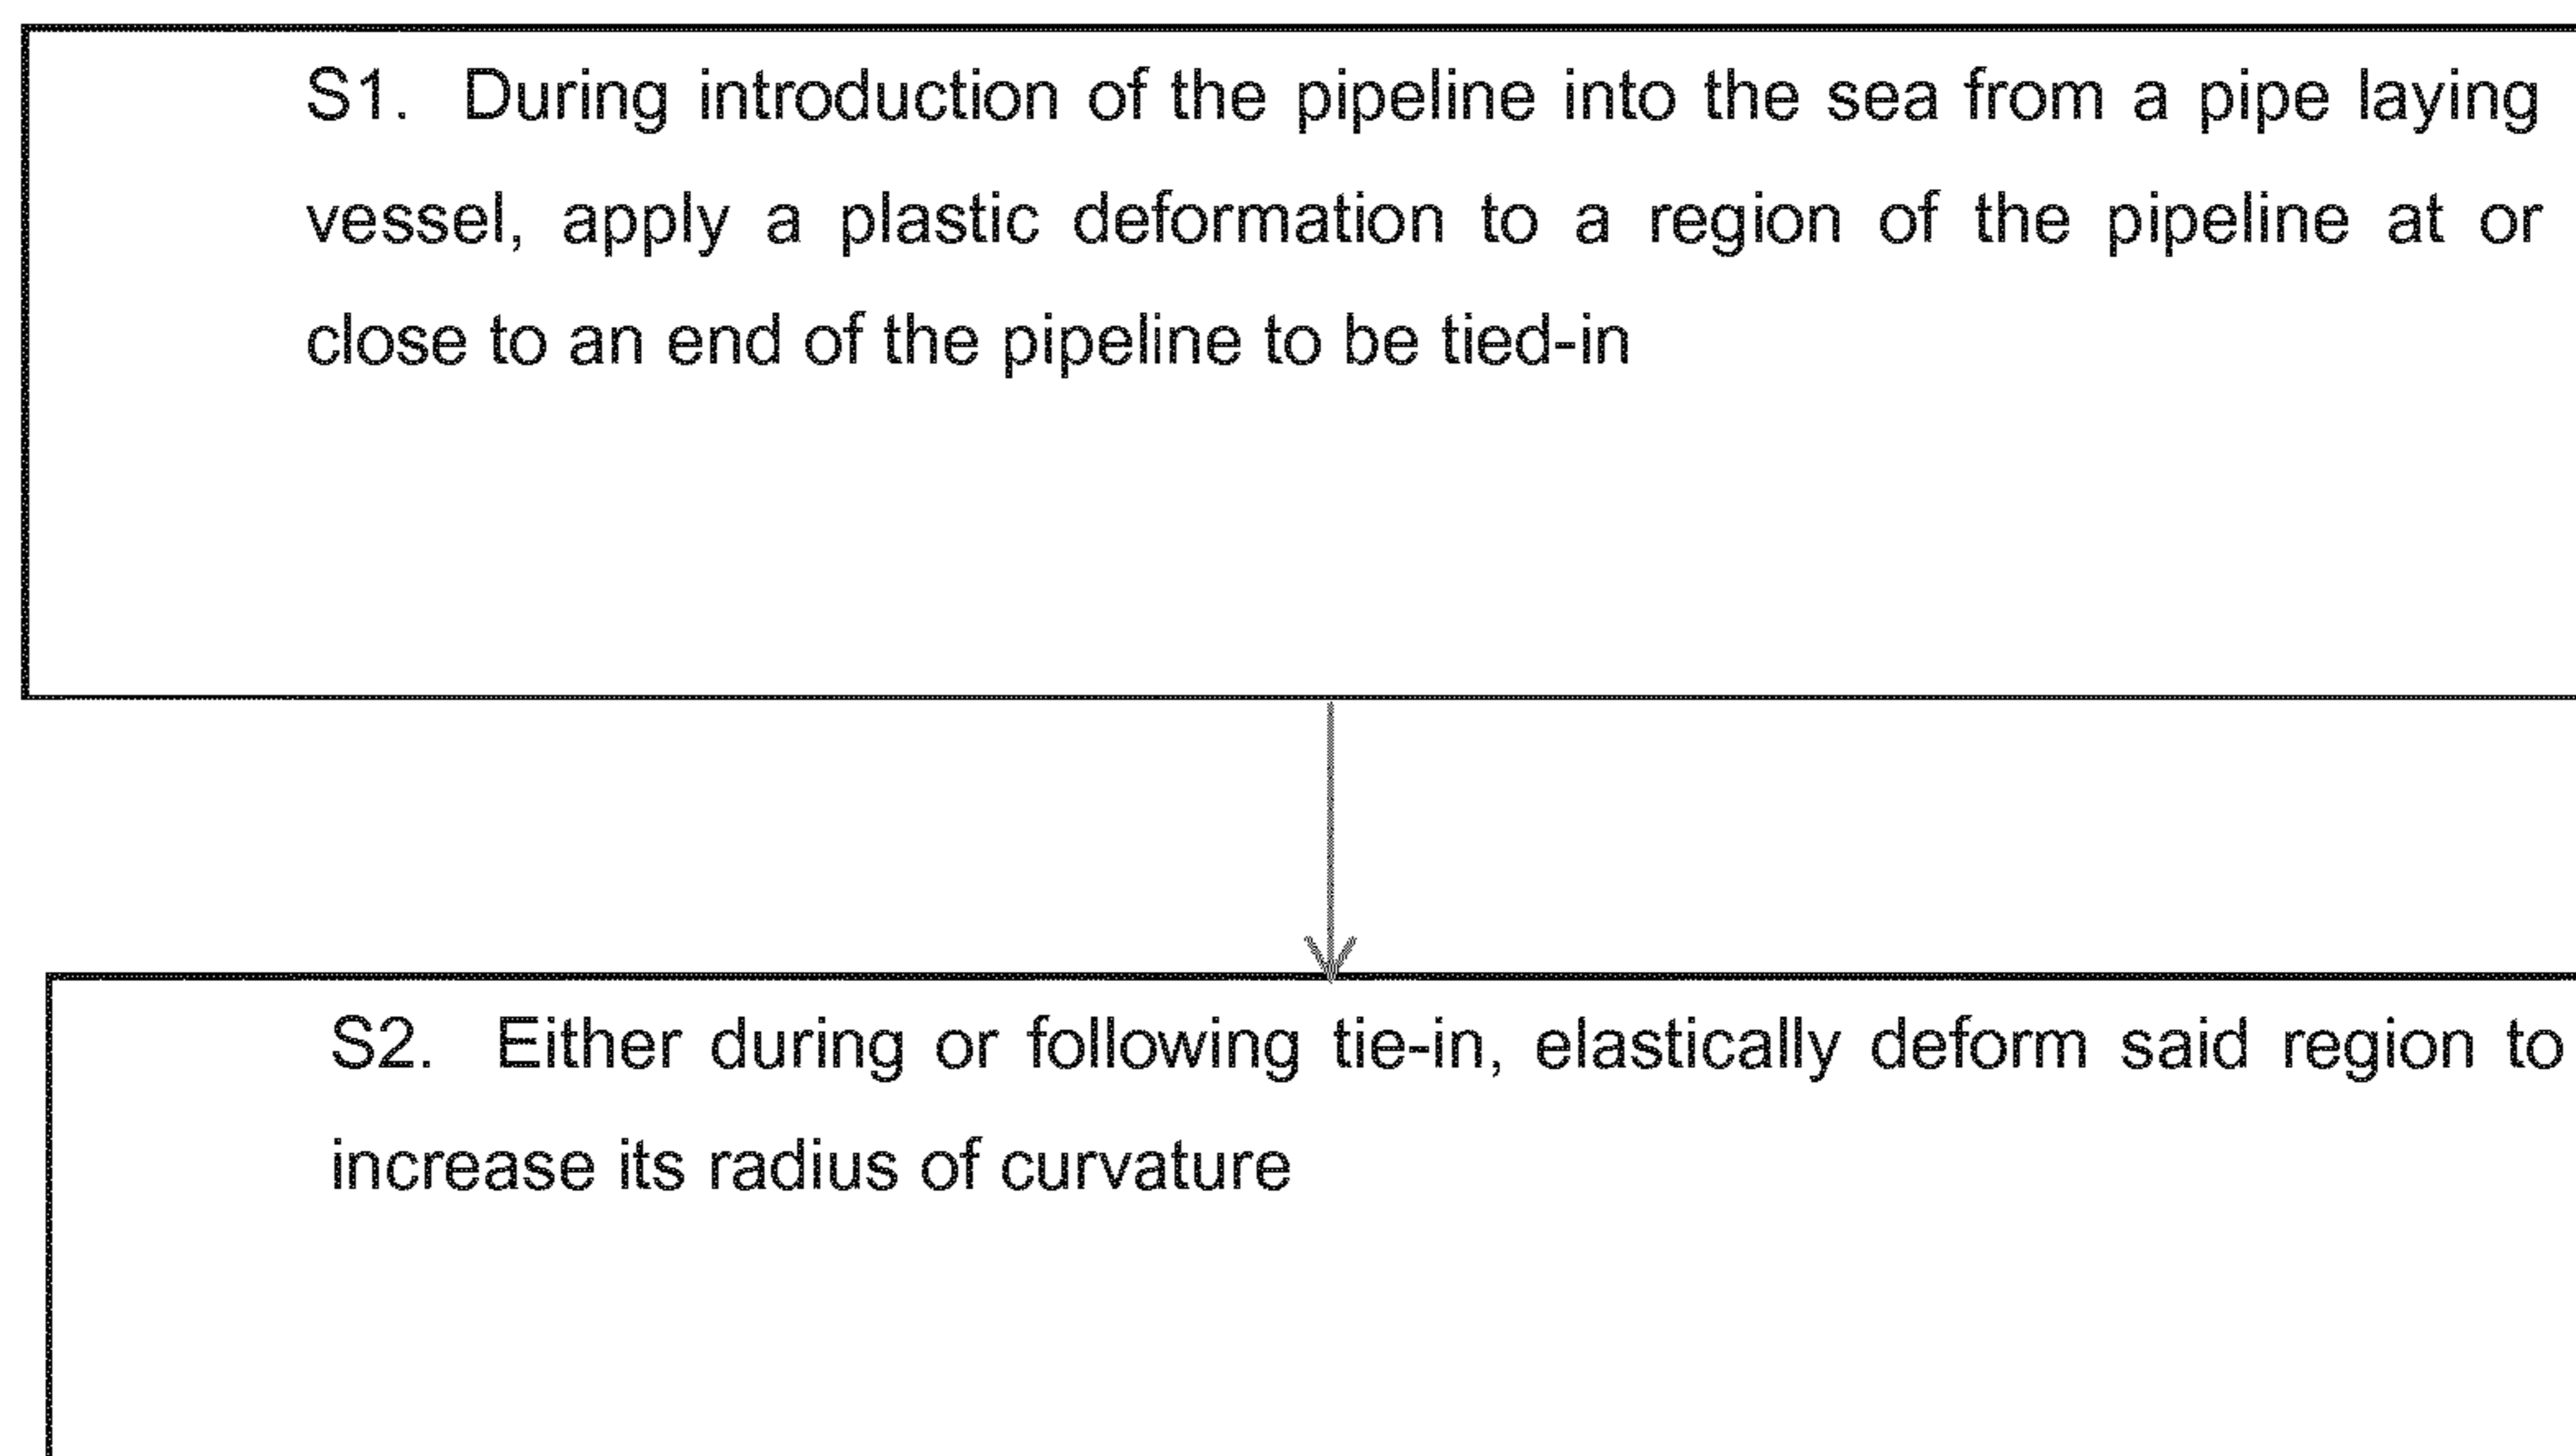 S1. During introduction of the pipeline into the sea from a pipe laying
vessel, apply a plastic deformation to a region of the pipeline at or
close to an end of the pipeline to be tied-in
S2. Either during or following tie-in, elastically deform said region to
increase its radius of curvature